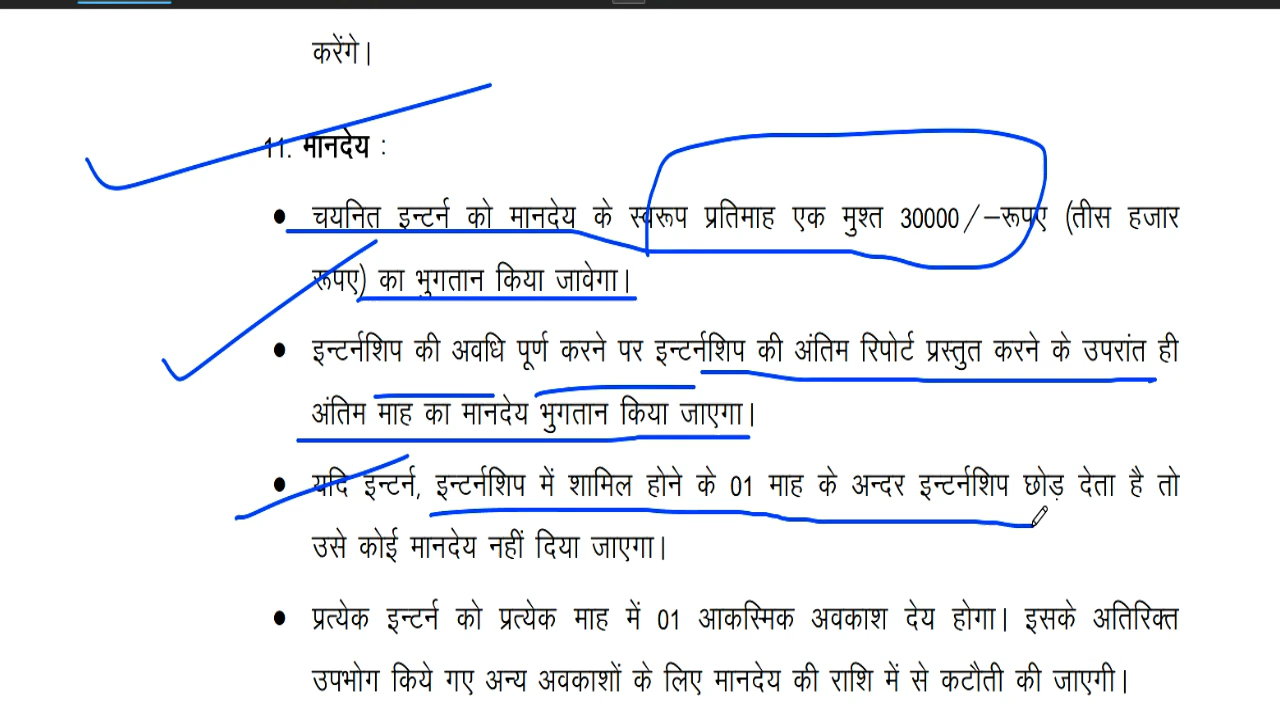 करेंगे।
11. मानदेय :
● चयनित इन्टर्न को मानदेय के स्वरूप प्रतिमाह एक मुश्त 30000/-रूपए (तीस हजार
रूपए) का भुगतान किया जावेगा।
● इन्टर्नशिप की अवधि पूर्ण करने पर इन्टर्नशिप की अंतिम रिपोर्ट प्रस्तुत करने के उपरांत ही
अंतिम माह का मानदेय भुगतान किया जाएगा।
● यदि इन्टर्न, इन्टर्नशिप में शामिल होने के 01 माह के अन्दर इन्टर्नशिप छोड़ देता है तो
उसे कोई मानदेय नहीं दिया जाएगा।
● प्रत्येक इन्टर्न को प्रत्येक माह में 01 आकस्मिक अवकाश देय होगा। इसके अतिरिक्त
उपभोग किये गए अन्य अवकाशों के लिए मानदेय की राशि में से कटौती की जाएगी।